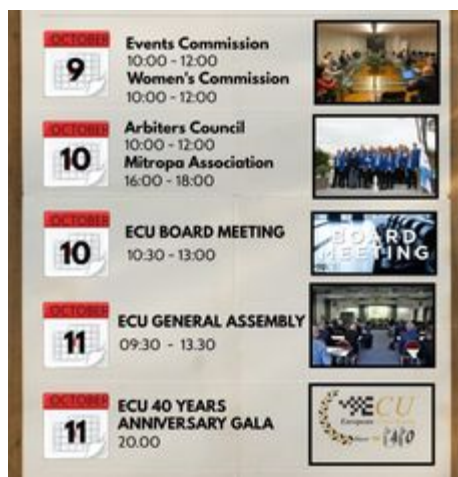 OCTOBER
9
Events Commission
10:00 - 12:00
Women's Commission
10:00 - 12:00
OCTOBER
10
Arbiters Council
10:00 - 12:00
Mitropa Association
16:00 - 18:00
OCTOBER
10
ECU BOARD MEETING
10:30 - 13:00
BOARD
MEETING
OCTOBER
11
ECU GENERAL ASSEMBLY
09:30 - 13.30
OCTOBER
11
ECU 40 YEARS
ANNIVERSARY GALA
20.00
ECU
European